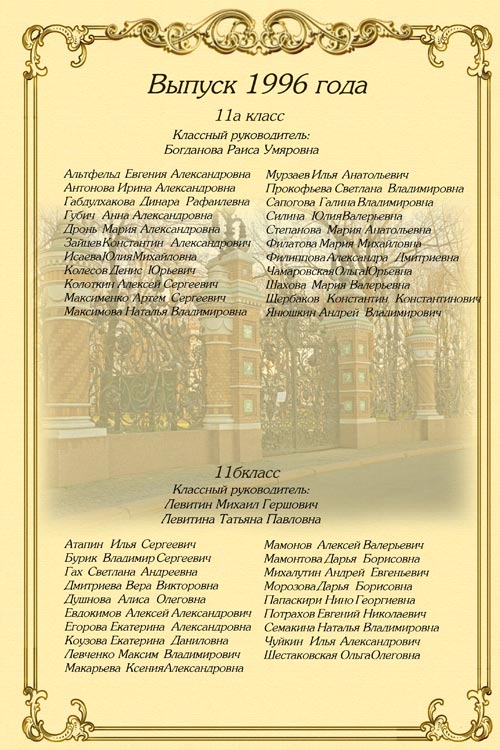 Выпуск 1996 года
11а класс
Классный руководитель:
Богданова Раиса Умяровна
Альтфельд Евгения Александровна
Антонова Ирина Александровна
Габдулхакова Динара Рафаилевна
Губич Анна Александровна
Дронь Мария Александровна
Зайцев Константин Александрович
Исаева Юлия Михайловна
Колесов Денис Юрьевич
Колоткин Алексей Сергеевич
Максименко Артем Сергеевич
Максимова Наталья Владимировна
Мурзаев Илья Анатольевич
Прокофьева Светлана Владимировна
Сапогова Галина Владимировна
Силина Юлия Валерьевна
Степанова Мария Анатольевна
Филатова Мария Михайловна
Филиппова Александра Дмитриевна
Чамаровская Ольга Юрьевна
Шахова Мария Валерьевна
Щербаков Константин Константинович
Янюшкин Андрей Владимирович
11бкласс
Классный руководитель:
Левитин Михаил Гершович
Левитина Татьяна Павловна
Атапин Илья Сергеевич
Бурик Владимир Сергеевич
Гах Светлана Андреевна
Дмитриева Вера Викторовна
Душнова Алиса Олеговна
Евдокимов Алексей Александрович
Егорова Екатерина Александровна
Коузова Екатерина Даниловна
Левченко Максим Владимирович
Макарьева Ксения Александровна
Мамонов Алексей Валерьевич
Мамонтова Дарья Борисовна
Михалутин Андрей Евгеньевич
Морозова Дарья Борисовна
Папаскири Нино Георгиевна
Потрахов Евгений Николаевич
Семакина Наталья Владимировна
Чуйкин Илья Александрович
Шестаковская Ольга Олеговна